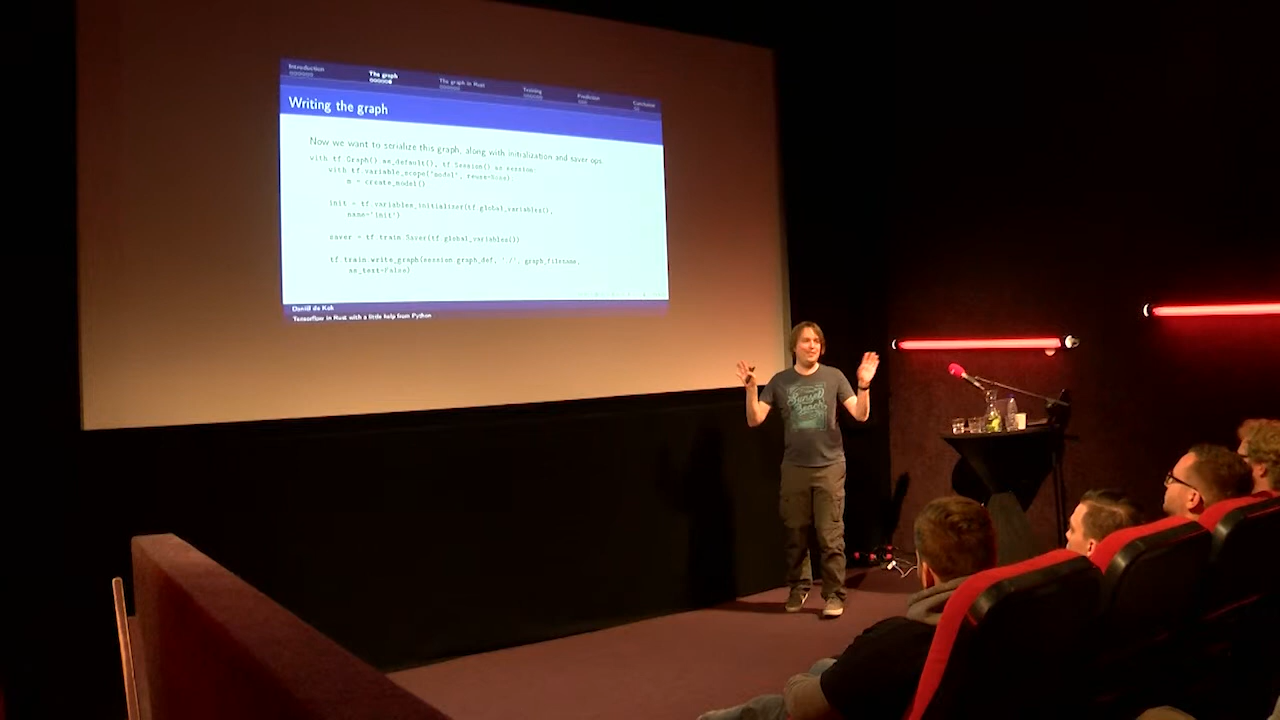 Introduction
The graph
The graph in Rust
Training
Prediction
Conclusion
Writing the graph
Now we want to serialize this graph, along with initialization and saver ops
with tf.Graph().as_default(), tf.Session() as session:
with tf.variable_scope("model", reuse=None):
m = create_model()
init = tf.variables_initializer(tf.global_variables(),
name='init')
saver = tf.train.Saver(tf.global_variables())
tf.train.write_graph(session.graph_def, './', graph_filename,
as_text=False)
Daniël de Kok
Tensorflow in Rust with a little help from Python
Sunset
Beach